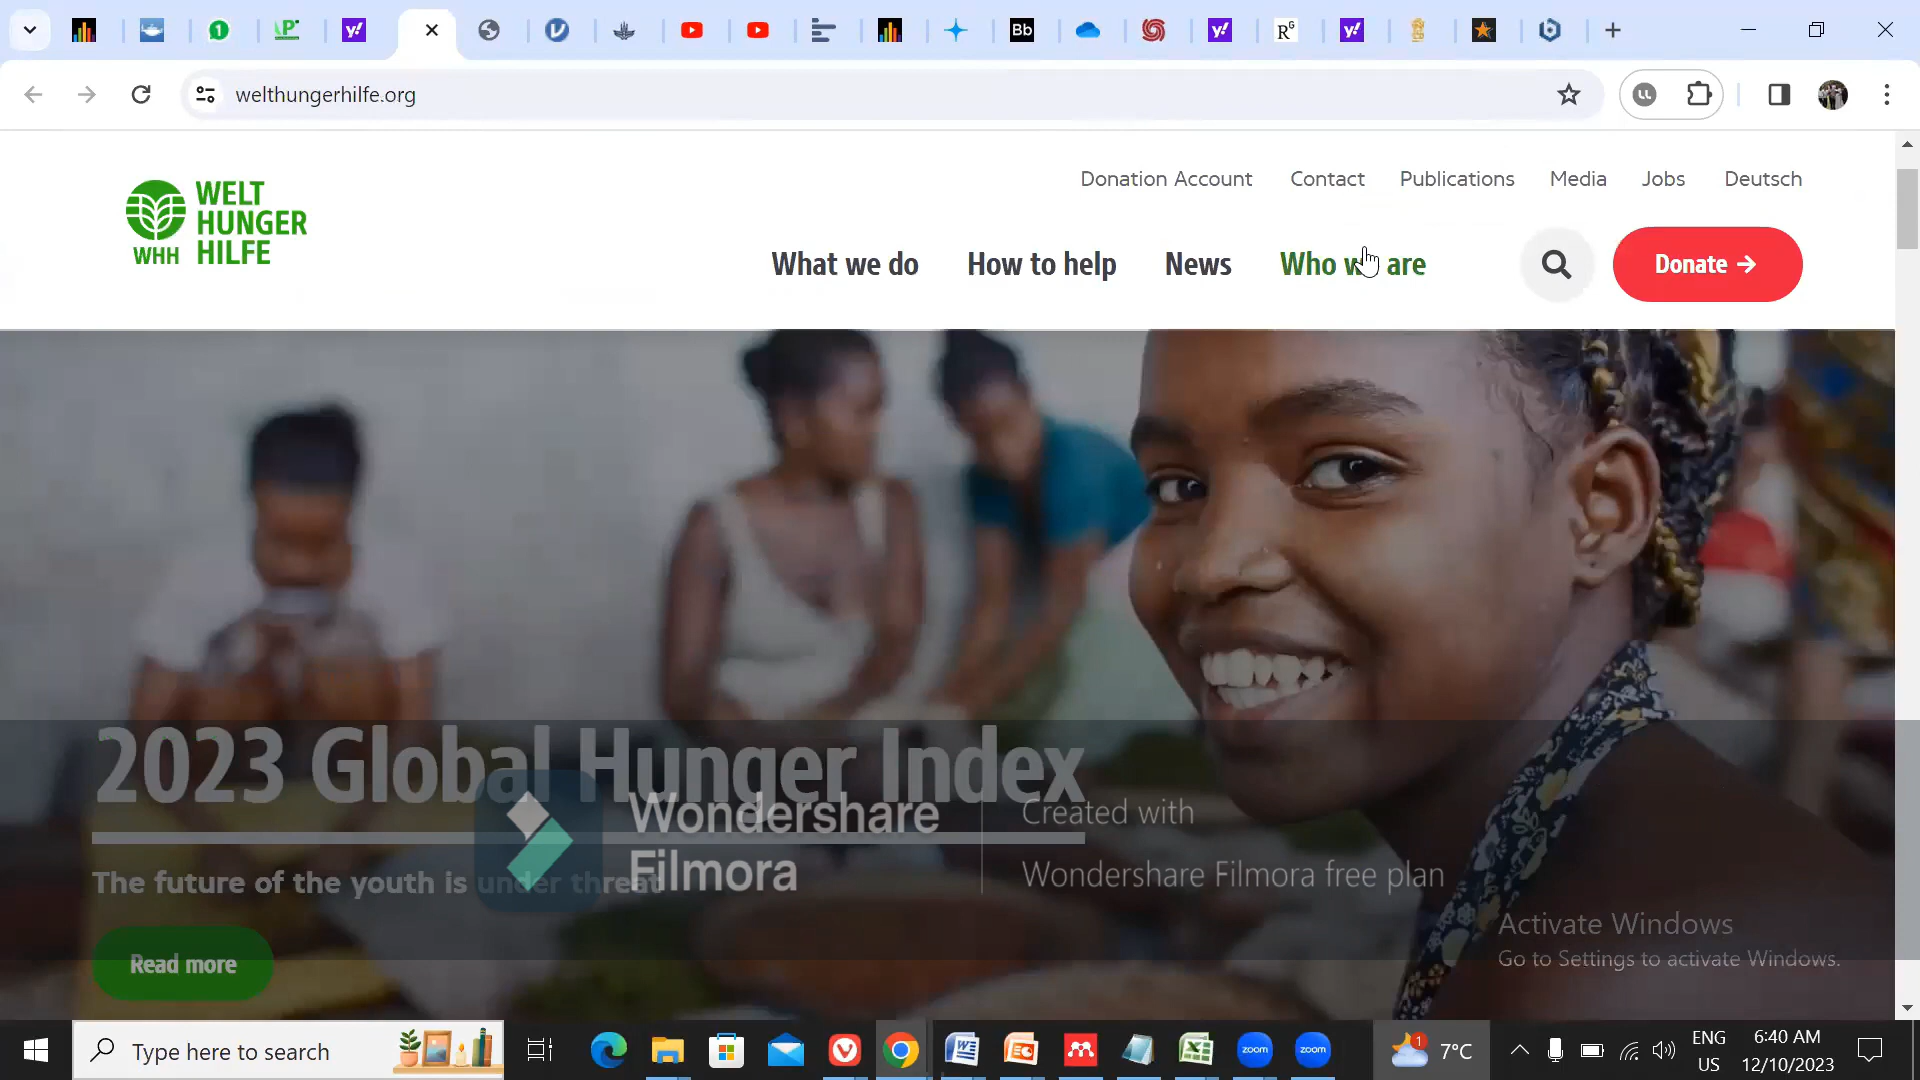 welthungerhilfe.org
Donation Account Contact Publications Media Jobs Deutsch
WELT
HUNGER
HILFE
WHH
What we do How to help News Who we are Donate →
2023 Global Hunger Index
Wondershare
Filmora
Created with
Wondershare Filmora free plan
The future of the youth is under threat
Read more
Activate Windows
Go to Settings to activate Windows.
Type here to search
7°C
ENG
US
6:40 AM
12/10/2023